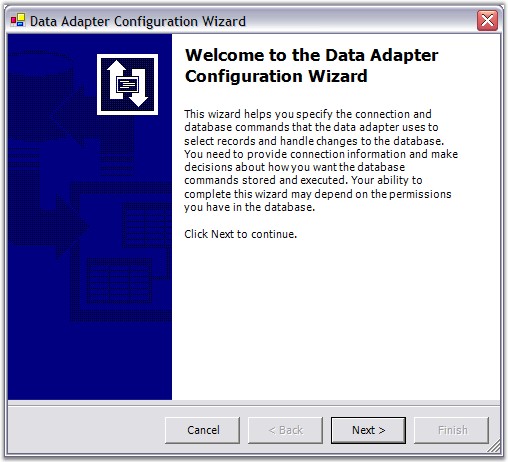 Data Adapter Configuration Wizard
Welcome to the Data Adapter
Configuration Wizard
This wizard helps you specify the connection and
database commands that the data adapter uses to
select records and handle changes to the database.
You need to provide connection information and make
decisions about how you want the database
commands stored and executed. Your ability to
complete this wizard may depend on the permissions
you have in the database.
Click Next to continue.
Cancel
< Back
Next >
Finish